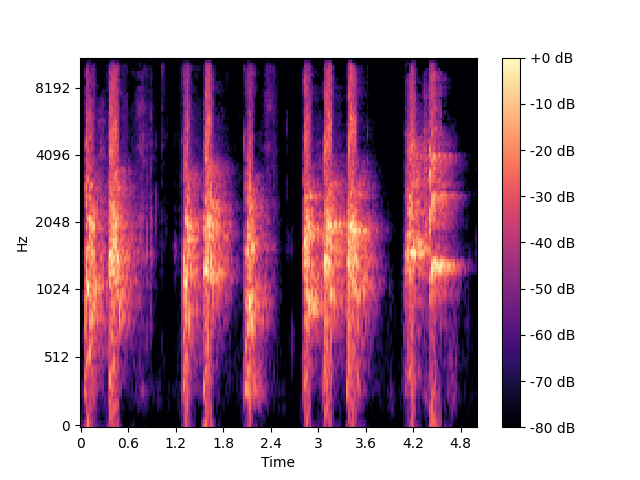 8192
4096
2048
1024
512
0
Hz
0 0.6 1.2 1.8 2.4 3 3.6 4.2 4.8
Time
+0 dB
-10 dB
-20 dB
-30 dB
-40 dB
-50 dB
-60 dB
-70 dB
-80 dB